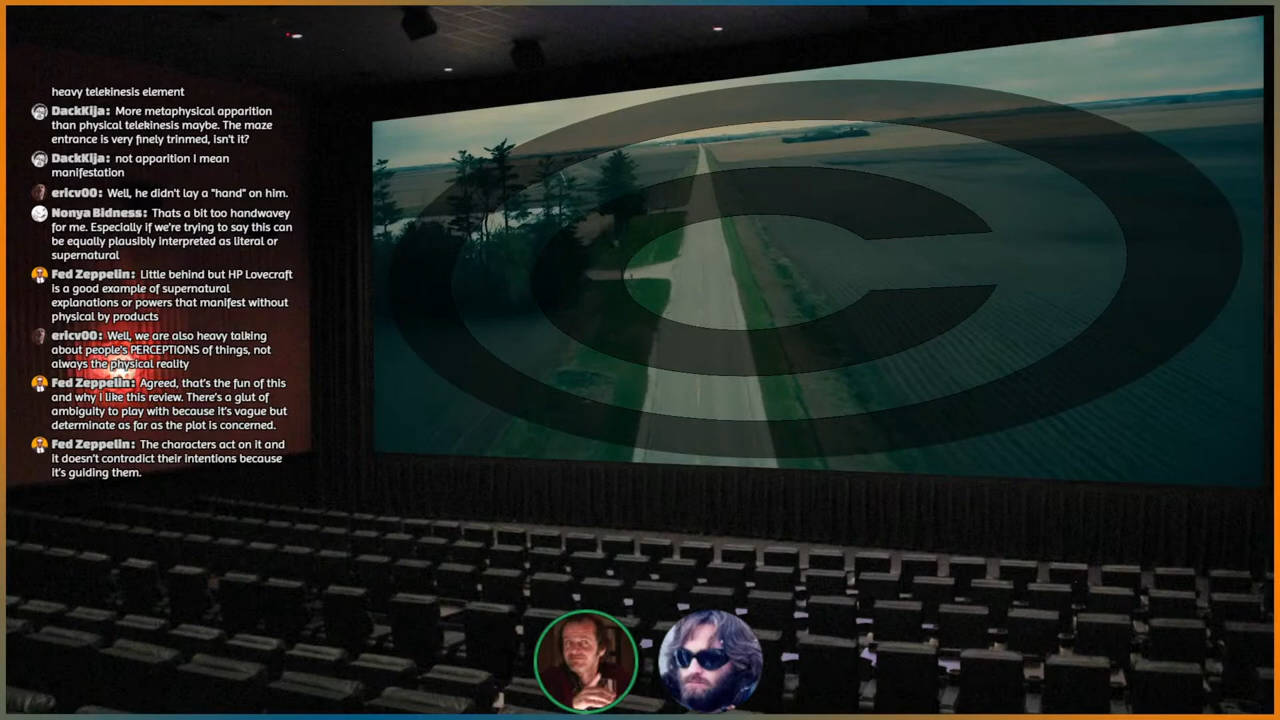 heavy telekinesis element
DackKija: More metaphysical apparition
than physical telekinesis maybe. The maze
entrance is very finely trinmed, isn't it?
DackKija: not apparition I mean
manifestation
ericv00: Well, he didn't lay a "hand" on him.
Nonya Bidness: Thats a bit too handwavey
for me. Especially if we're trying to say this can
be equally plausibly interpreted as literal or
supernatural
Fed Zeppelin: Little behind but HP Lovecraft
is a good example of supernatural
explanations or powers that manifest without
physical by products
ericv00: Well, we are also heavy talking
about people's PERCEPTIONS of things, not
always the physical reality
Fed Zeppelin: Agreed, that's the fun of this
and why I like this review. There's a glut of
ambiguity to play with because it's vague but
determinate as far as the plot is concerned.
Fed Zeppelin: The characters act on it and
it doesn't contradict their intentions because
it's guiding them.